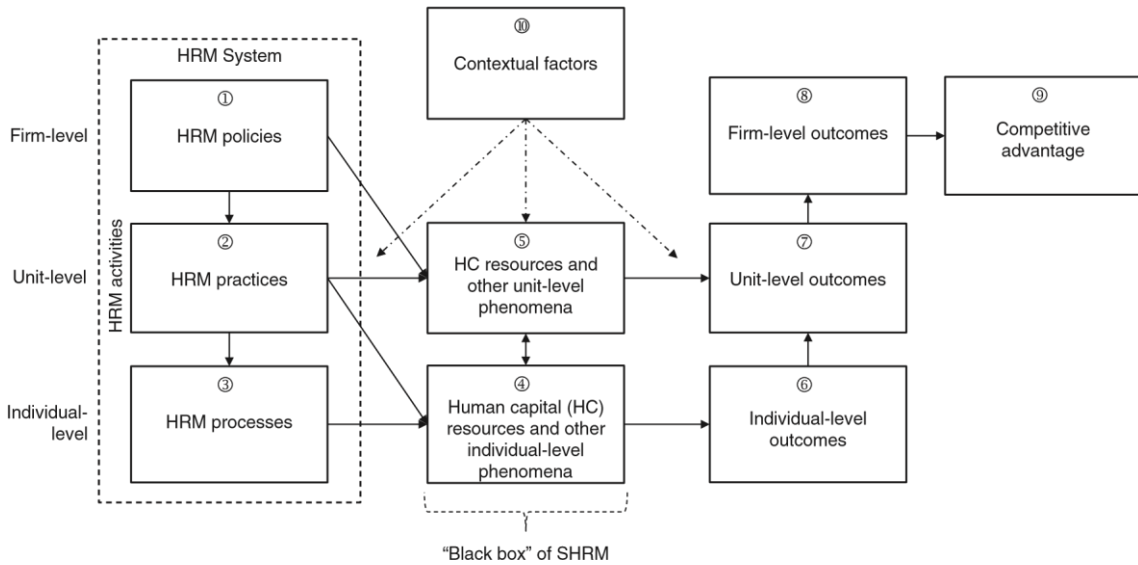 HRM System
⑩
Contextual factors
Firm-level
①
HRM policies
⑧
Firm-level outcomes
⑨
Competitive
advantage
HRM activities
Unit-level
②
HRM practices
⑤
HC resources and
other unit-level
phenomena
⑦
Unit-level outcomes
Individual-
level
③
HRM processes
④
Human capital (HC)
resources and other
individual-level
phenomena
⑥
Individual-level
outcomes
“Black box” of SHRM